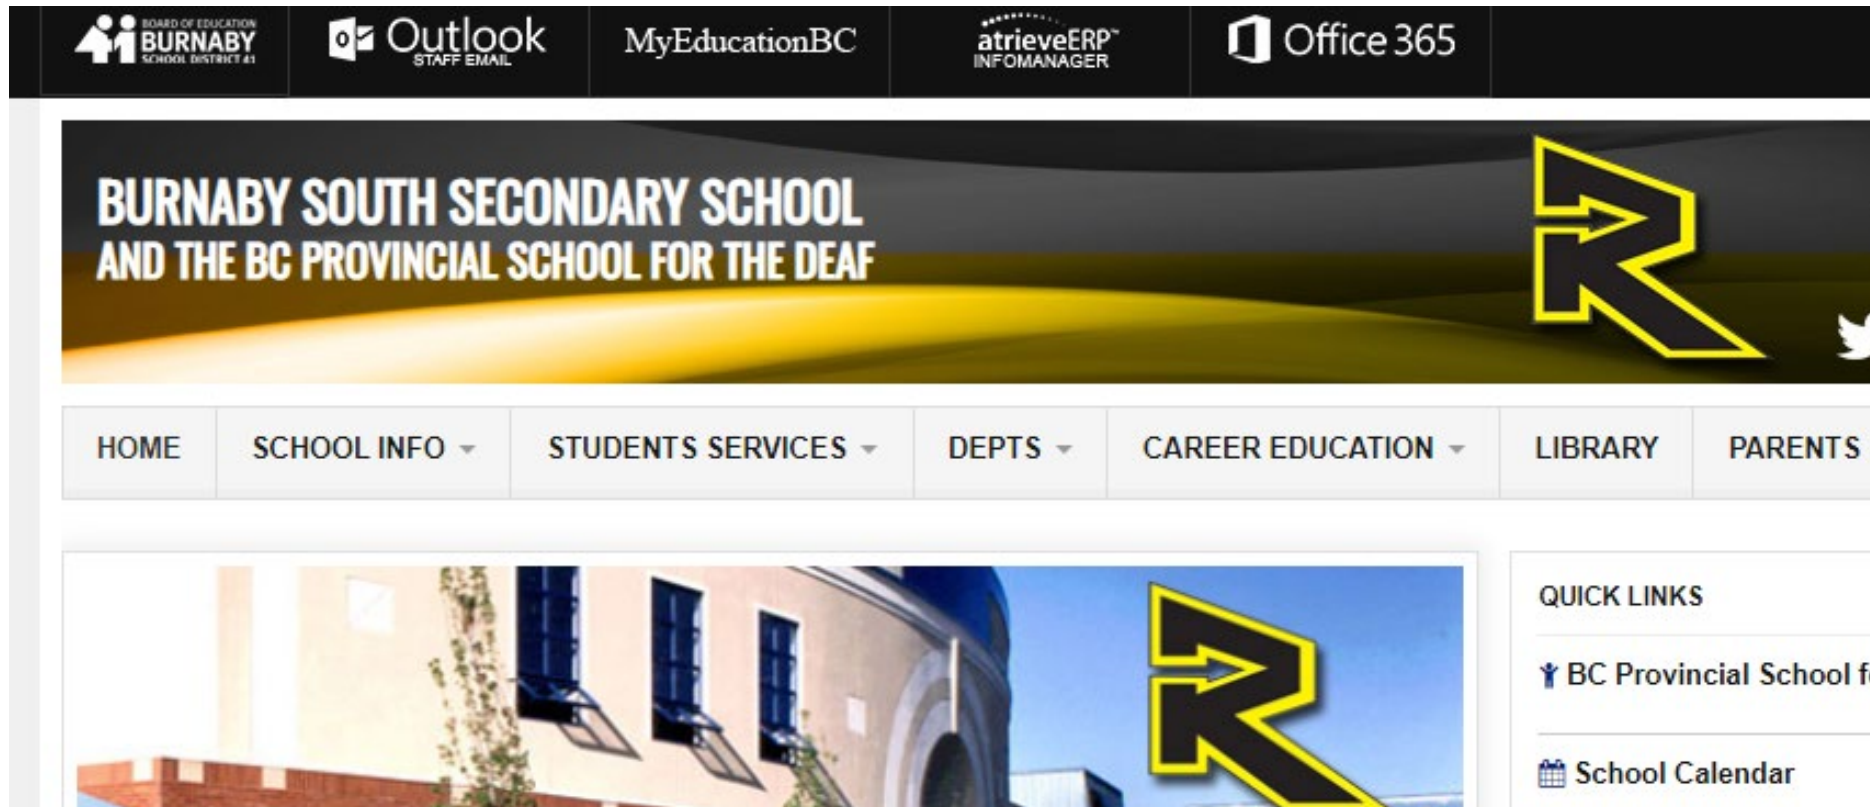 BOARD OF EDUCATION
BURNABY
SCHOOL DISTRICT 41
Outlook
STAFF EMAIL
MyEducationBC
atrieveERP™
INFOMANAGER
Office 365
BURNABY SOUTH SECONDARY SCHOOL
AND THE BC PROVINCIAL SCHOOL FOR THE DEAF
R
HOME
SCHOOL INFO
STUDENTS SERVICES
DEPTS
CAREER EDUCATION
LIBRARY
PARENTS
R
QUICK LINKS
BC Provincial School
School Calendar